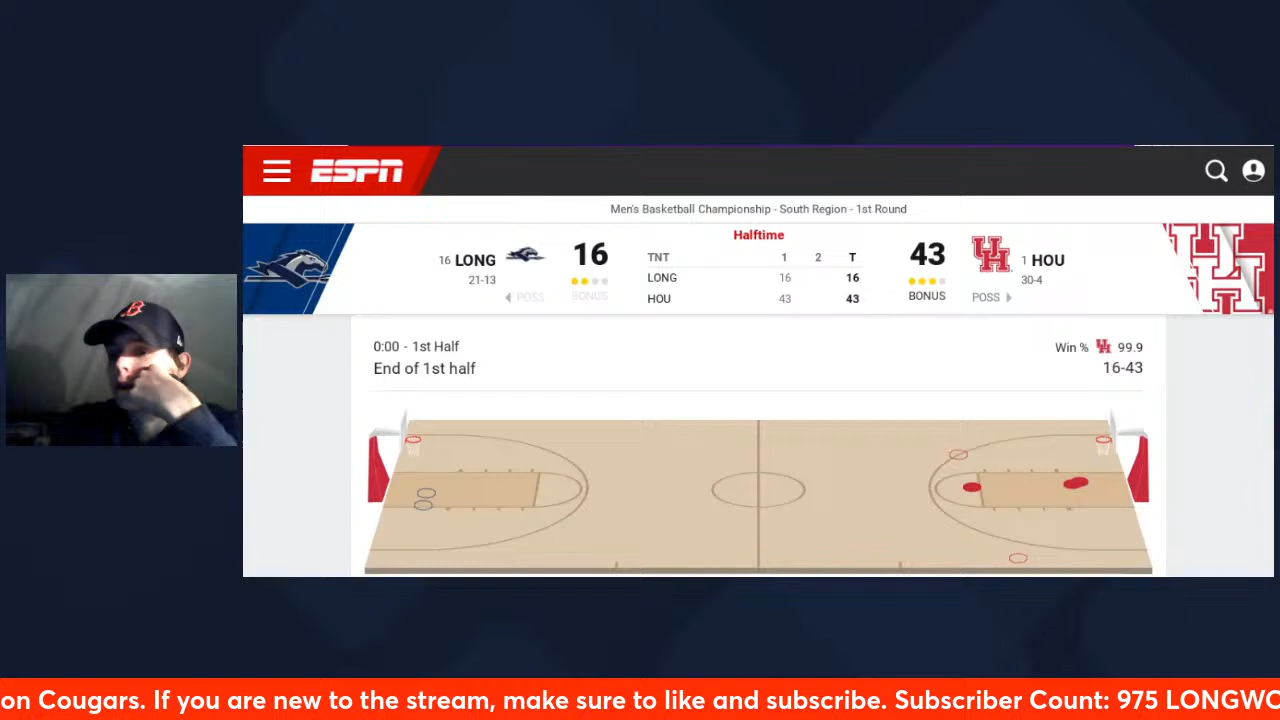 ESPN
Men's Basketball Championship - South Region - 1st Round
Halftime
16 LONG
21-13
16
POSS
BONUS
TNT 1 2 T
LONG 16 16
HOU 43 43
43
BONUS
1 HOU
30-4
POSS
0:00 - 1st Half
End of 1st half
Win % 99.9
16-43
B
on Cougars. If you are new to the stream, make sure to like and subscribe. Subscriber Count: 975 LONGWO